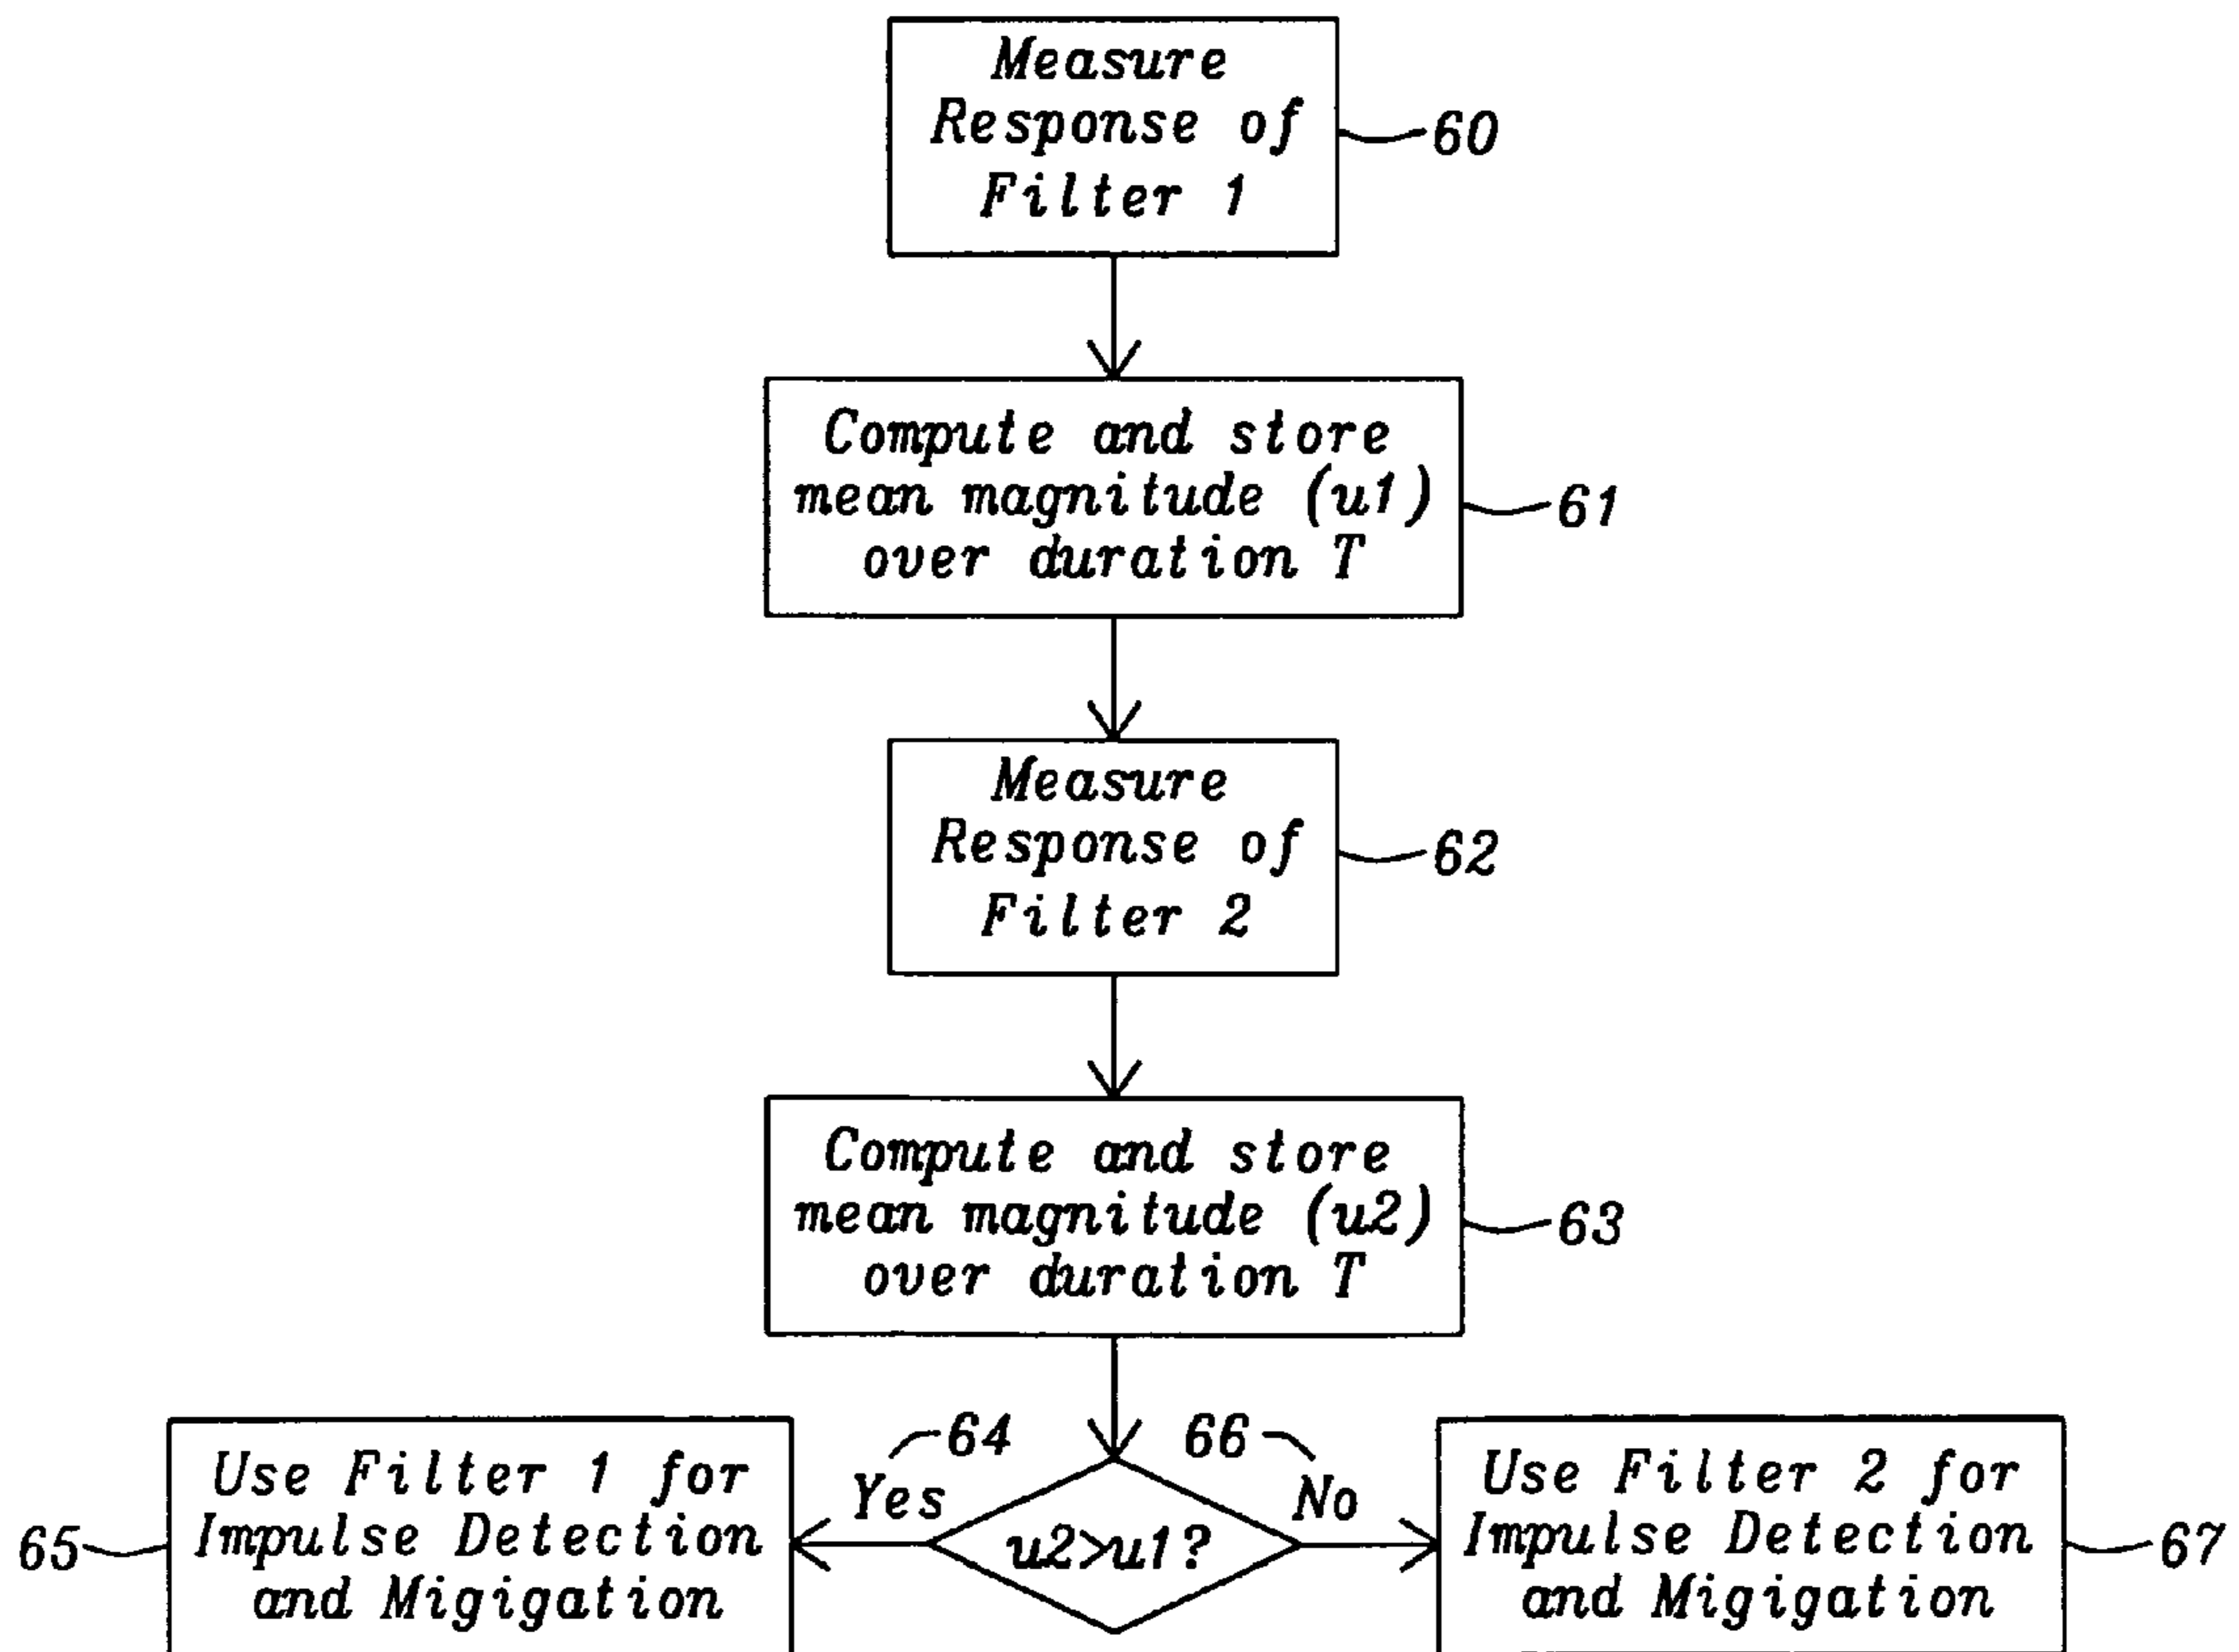 Measure
Response of
Filter 1
60
Compute and store
mean magnitude (u1)
over duration T
61
Measure
Response of
Filter 2
62
Compute and store
mean magnitude (u2)
over duration T
63
64
66
Yes
No
u2>u1?
Use Filter 1 for
Impulse Detection
and Migigation
65
Use Filter 2 for
Impulse Detection
and Migigation
67